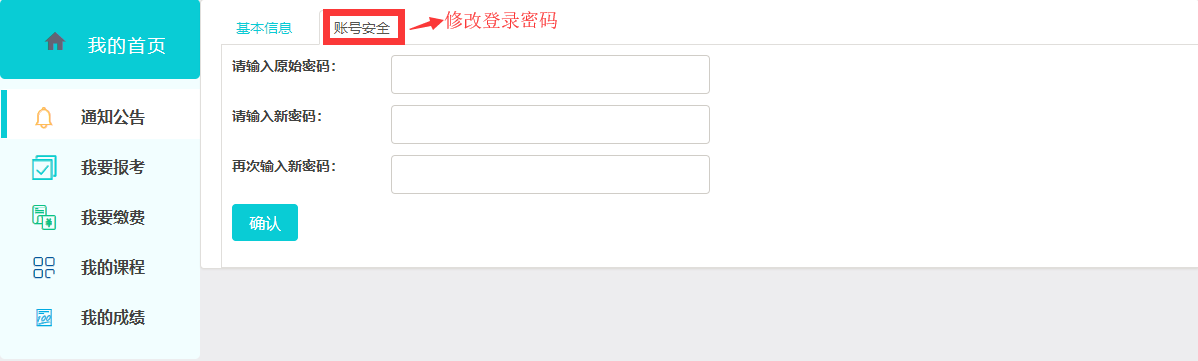 我的首页
通知公告
我要报考
我要缴费
我的课程
我的成绩
基本信息
账号安全
修改登录密码
请输入原始密码：
请输入新密码：
再次输入新密码：
确认